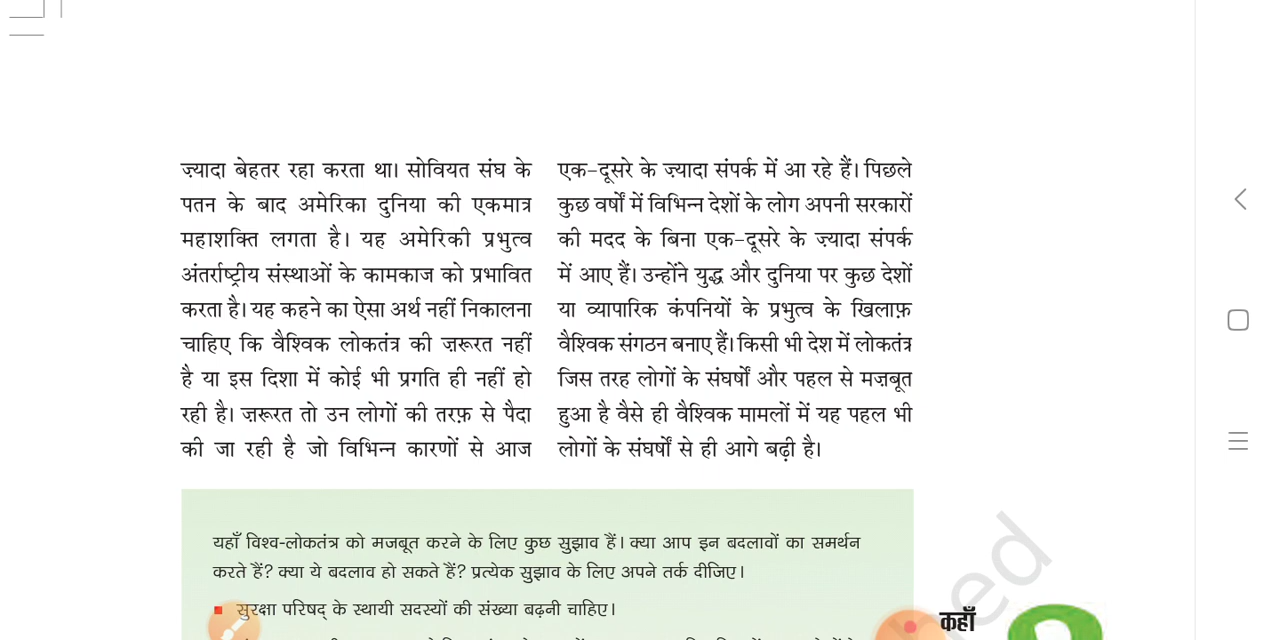 ज़्यादा बेहतर रहा करता था। सोवियत संघ के
पतन के बाद अमेरिका दुनिया की एकमात्र
महाशक्ति लगता है। यह अमेरिकी प्रभुत्व
अंतर्राष्ट्रीय संस्थाओं के कामकाज को प्रभावित
करता है। यह कहने का ऐसा अर्थ नहीं निकालना
चाहिए कि वैश्विक लोकतंत्र की ज़रूरत नहीं
है या इस दिशा में कोई भी प्रगति ही नहीं हो
रही है। ज़रूरत तो उन लोगों की तरफ़ से पैदा
की जा रही है जो विभिन्न कारणों से आज
एक-दूसरे के ज़्यादा संपर्क में आ रहे हैं। पिछले
कुछ वर्षों में विभिन्न देशों के लोग अपनी सरकारों
की मदद के बिना एक-दूसरे के ज़्यादा संपर्क
में आए हैं। उन्होंने युद्ध और दुनिया पर कुछ देशों
या व्यापारिक कंपनियों के प्रभुत्व के खिलाफ़
वैश्विक संगठन बनाए हैं। किसी भी देश में लोकतंत्र
जिस तरह लोगों के संघर्षों और पहल से मज़बूत
हुआ है वैसे ही वैश्विक मामलों में यह पहल भी
लोगों के संघर्षों से ही आगे बढ़ी है।
यहाँ विश्व-लोकतंत्र को मजबूत करने के लिए कुछ सुझाव हैं। क्या आप इन बदलावों का समर्थन
करते हैं? क्या ये बदलाव हो सकते हैं? प्रत्येक सुझाव के लिए अपने तर्क दीजिए।
सुरक्षा परिषद् के स्थायी सदस्यों की संख्या बढ़नी चाहिए।
कहाँ